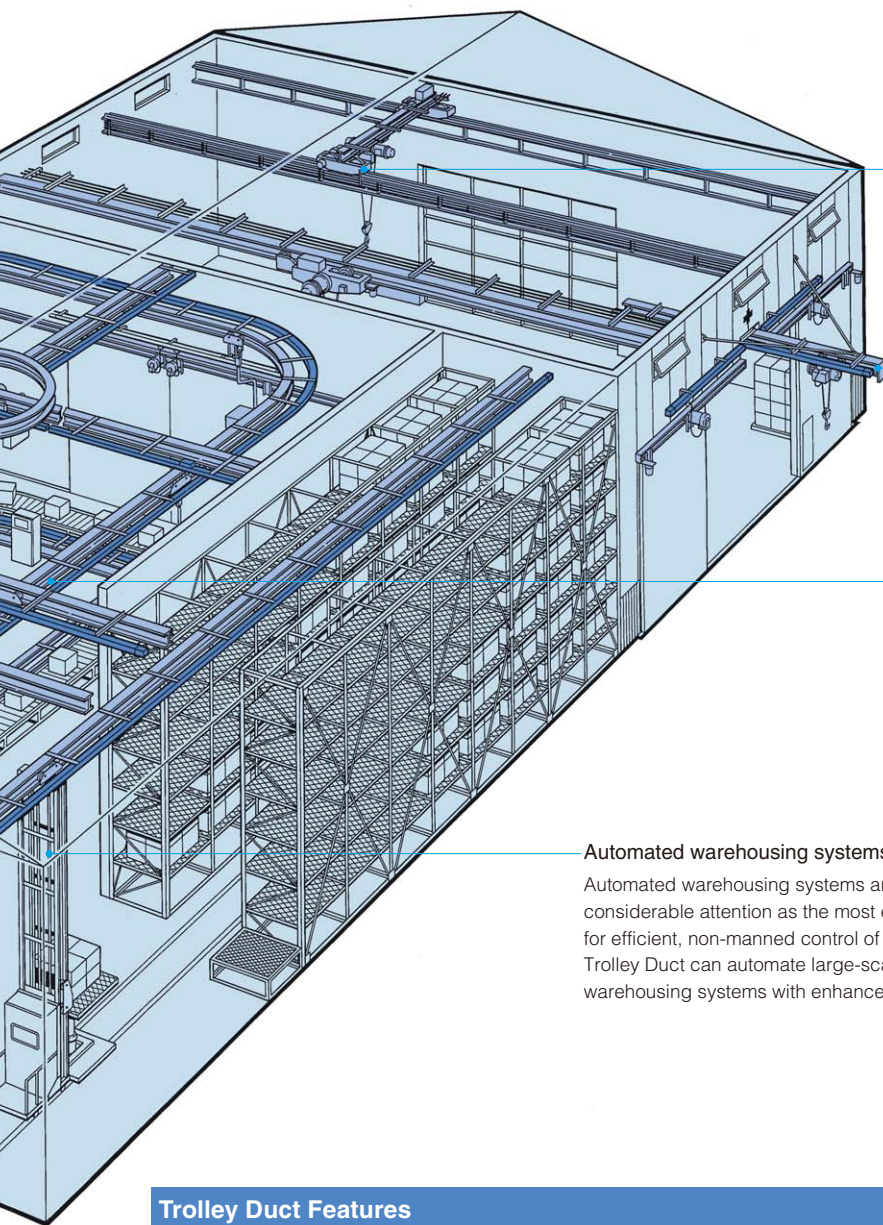 Automated warehousing systems
Automated warehousing systems
considerable attention as the most
for efficient, non-manned control of
Trolley Duct can automate large-sca
warehousing systems with enhance
Trolley Duct Features